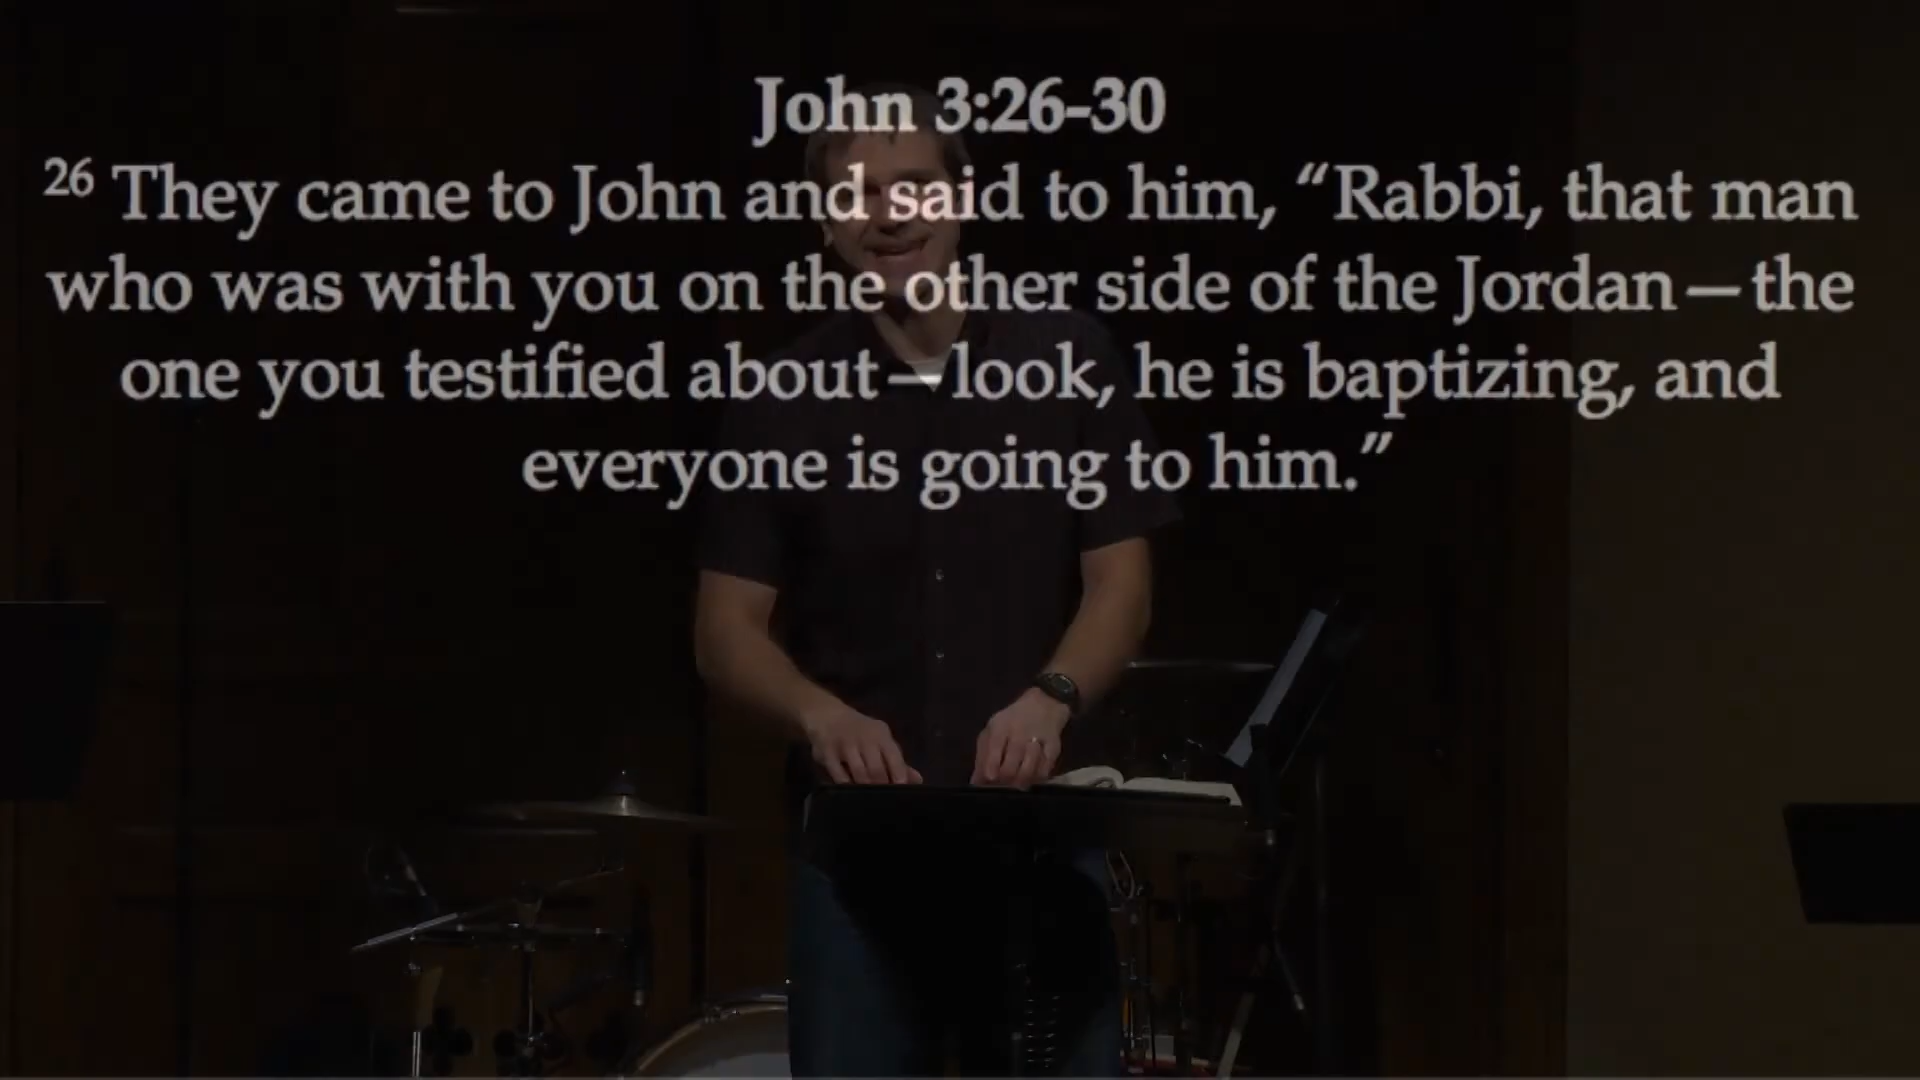 John 3:26-30
26 They came to John and said to him, “Rabbi, that man
who was with you on the other side of the Jordan—the
one you testified about—look, he is baptizing, and
everyone is going to him.”